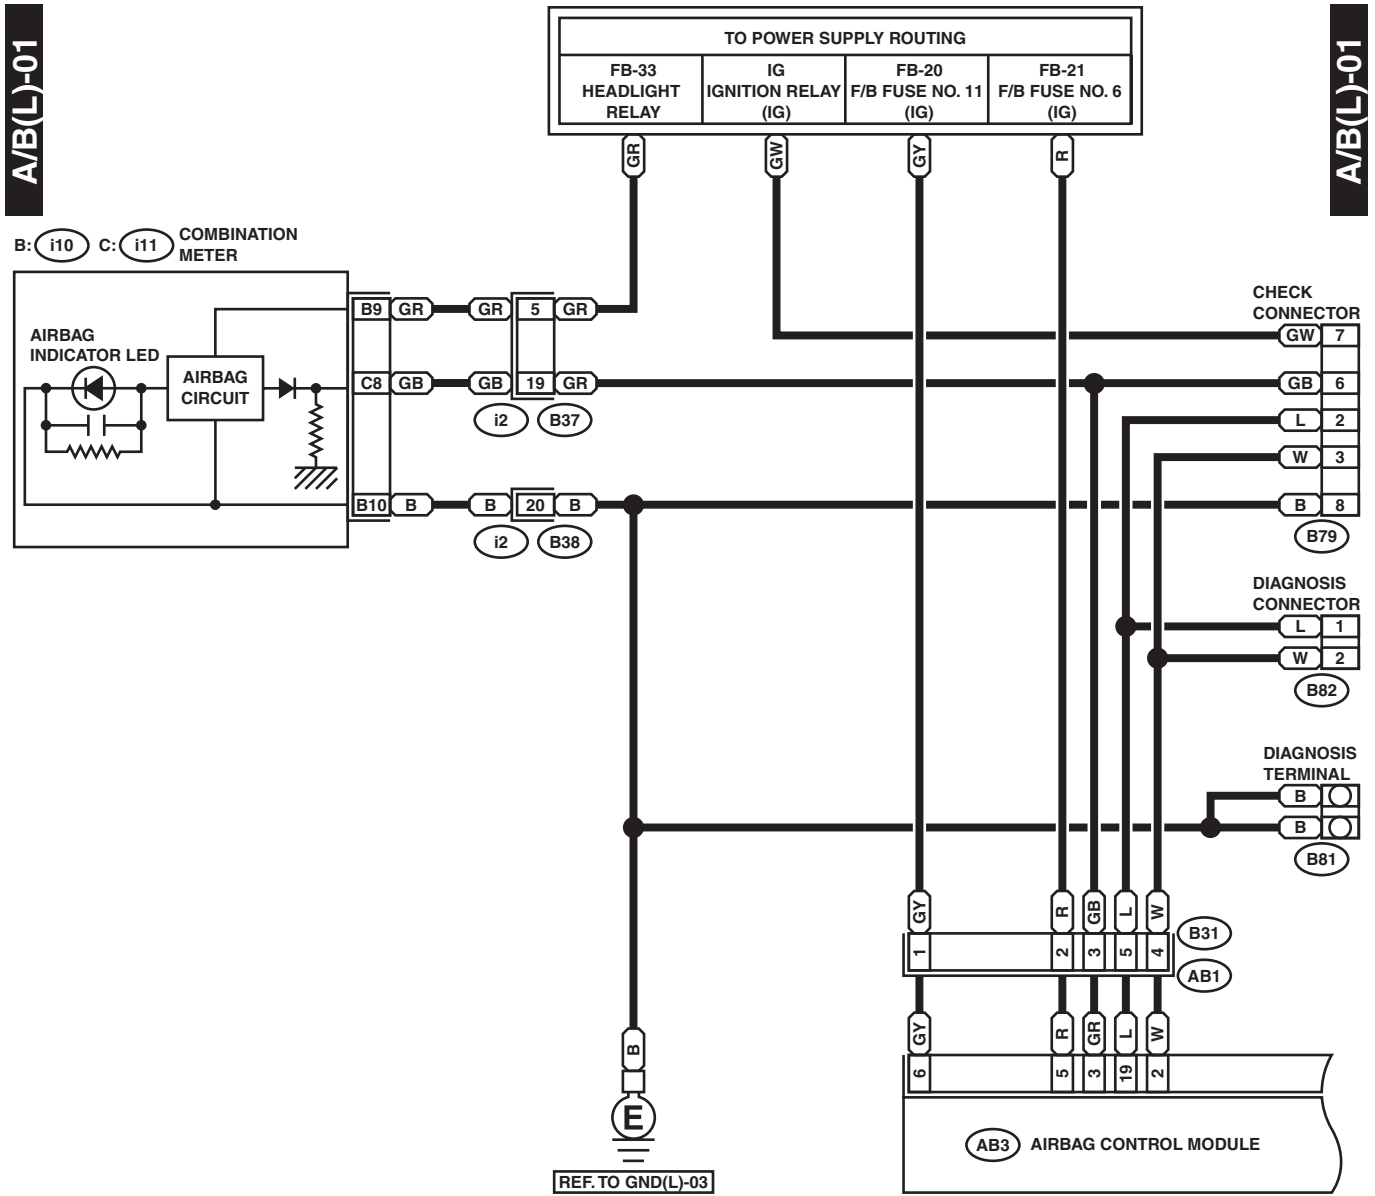 A/B(L)-01
A/B(L)-01
TO POWER SUPPLY ROUTING
FB-33
HEADLIGHT
RELAY
IG
IGNITION RELAY
(IG)
FB-20
F/B FUSE NO. 11
(IG)
FB-21
F/B FUSE NO. 6
(IG)
GR
GW
GY
R
B: i10 C: i11 COMBINATION
METER
AIRBAG
INDICATOR LED
AIRBAG
CIRCUIT
B9 GR GR 5 GR
C8 GB GB 19 GR
i2 B37
B10 B B 20 B
i2 B38
CHECK
CONNECTOR
GW 7
GB 6
L 2
W 3
B 8
B79
DIAGNOSIS
CONNECTOR
L 1
W 2
B82
DIAGNOSIS
TERMINAL
B
B
B81
GY R GB L W
B31
1 2 3 5 4
AB1
GY R GR L W
6 5 3 19 2
AB3 AIRBAG CONTROL MODULE
B
E
REF. TO GND(L)-03